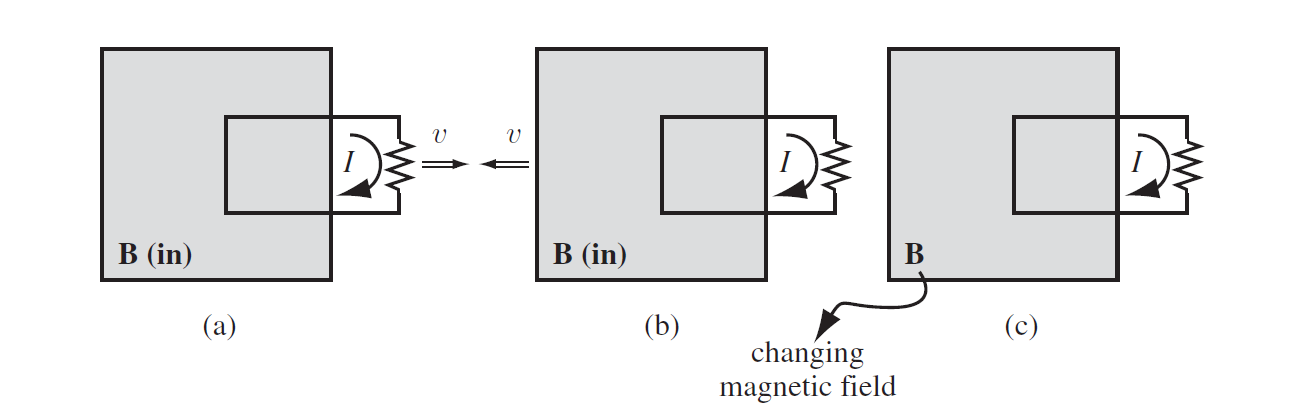 v
v
I
I
I
B (in)
B (in)
B
(a)
(b)
(c)
changing
magnetic field